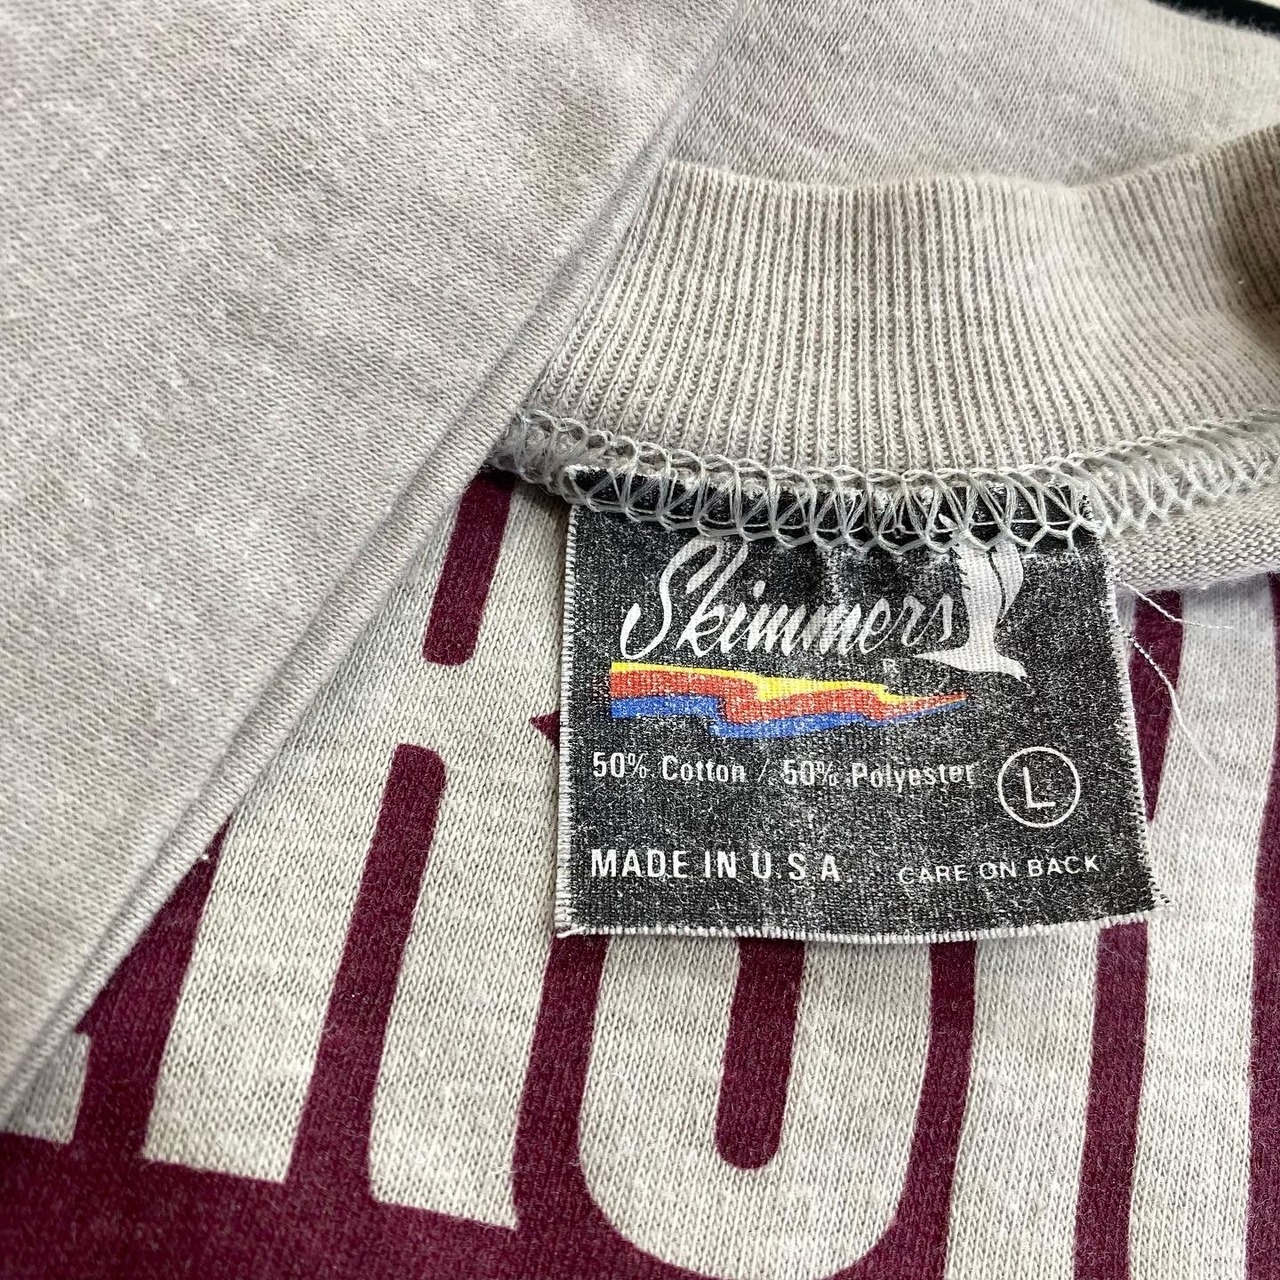 Skimmers
50% Cotton / 50% Polyester
L
MADE IN U.S.A. CARE ON BACK